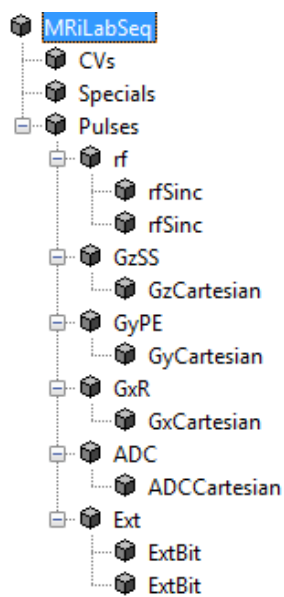 MRiLabSeq
CVs
Specials
Pulses
rf
rfSinc
rfSinc
GzSS
GzCartesian
GyPE
GyCartesian
GxR
GxCartesian
ADC
ADCCartesian
Ext
ExtBit
ExtBit